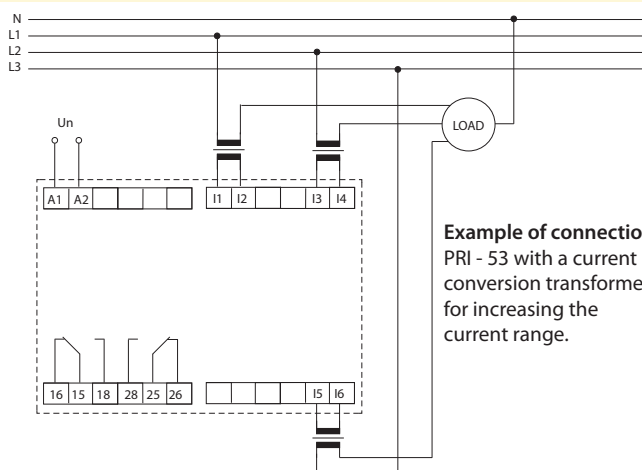 N
L1
L2
L3
Un
LOAD
A1 A2
I1 I2 I3 I4
Example of connectio
PRI - 53 with a current
conversion transforme
for increasing the
current range.
16 15 18 28 25 26
I5 I6